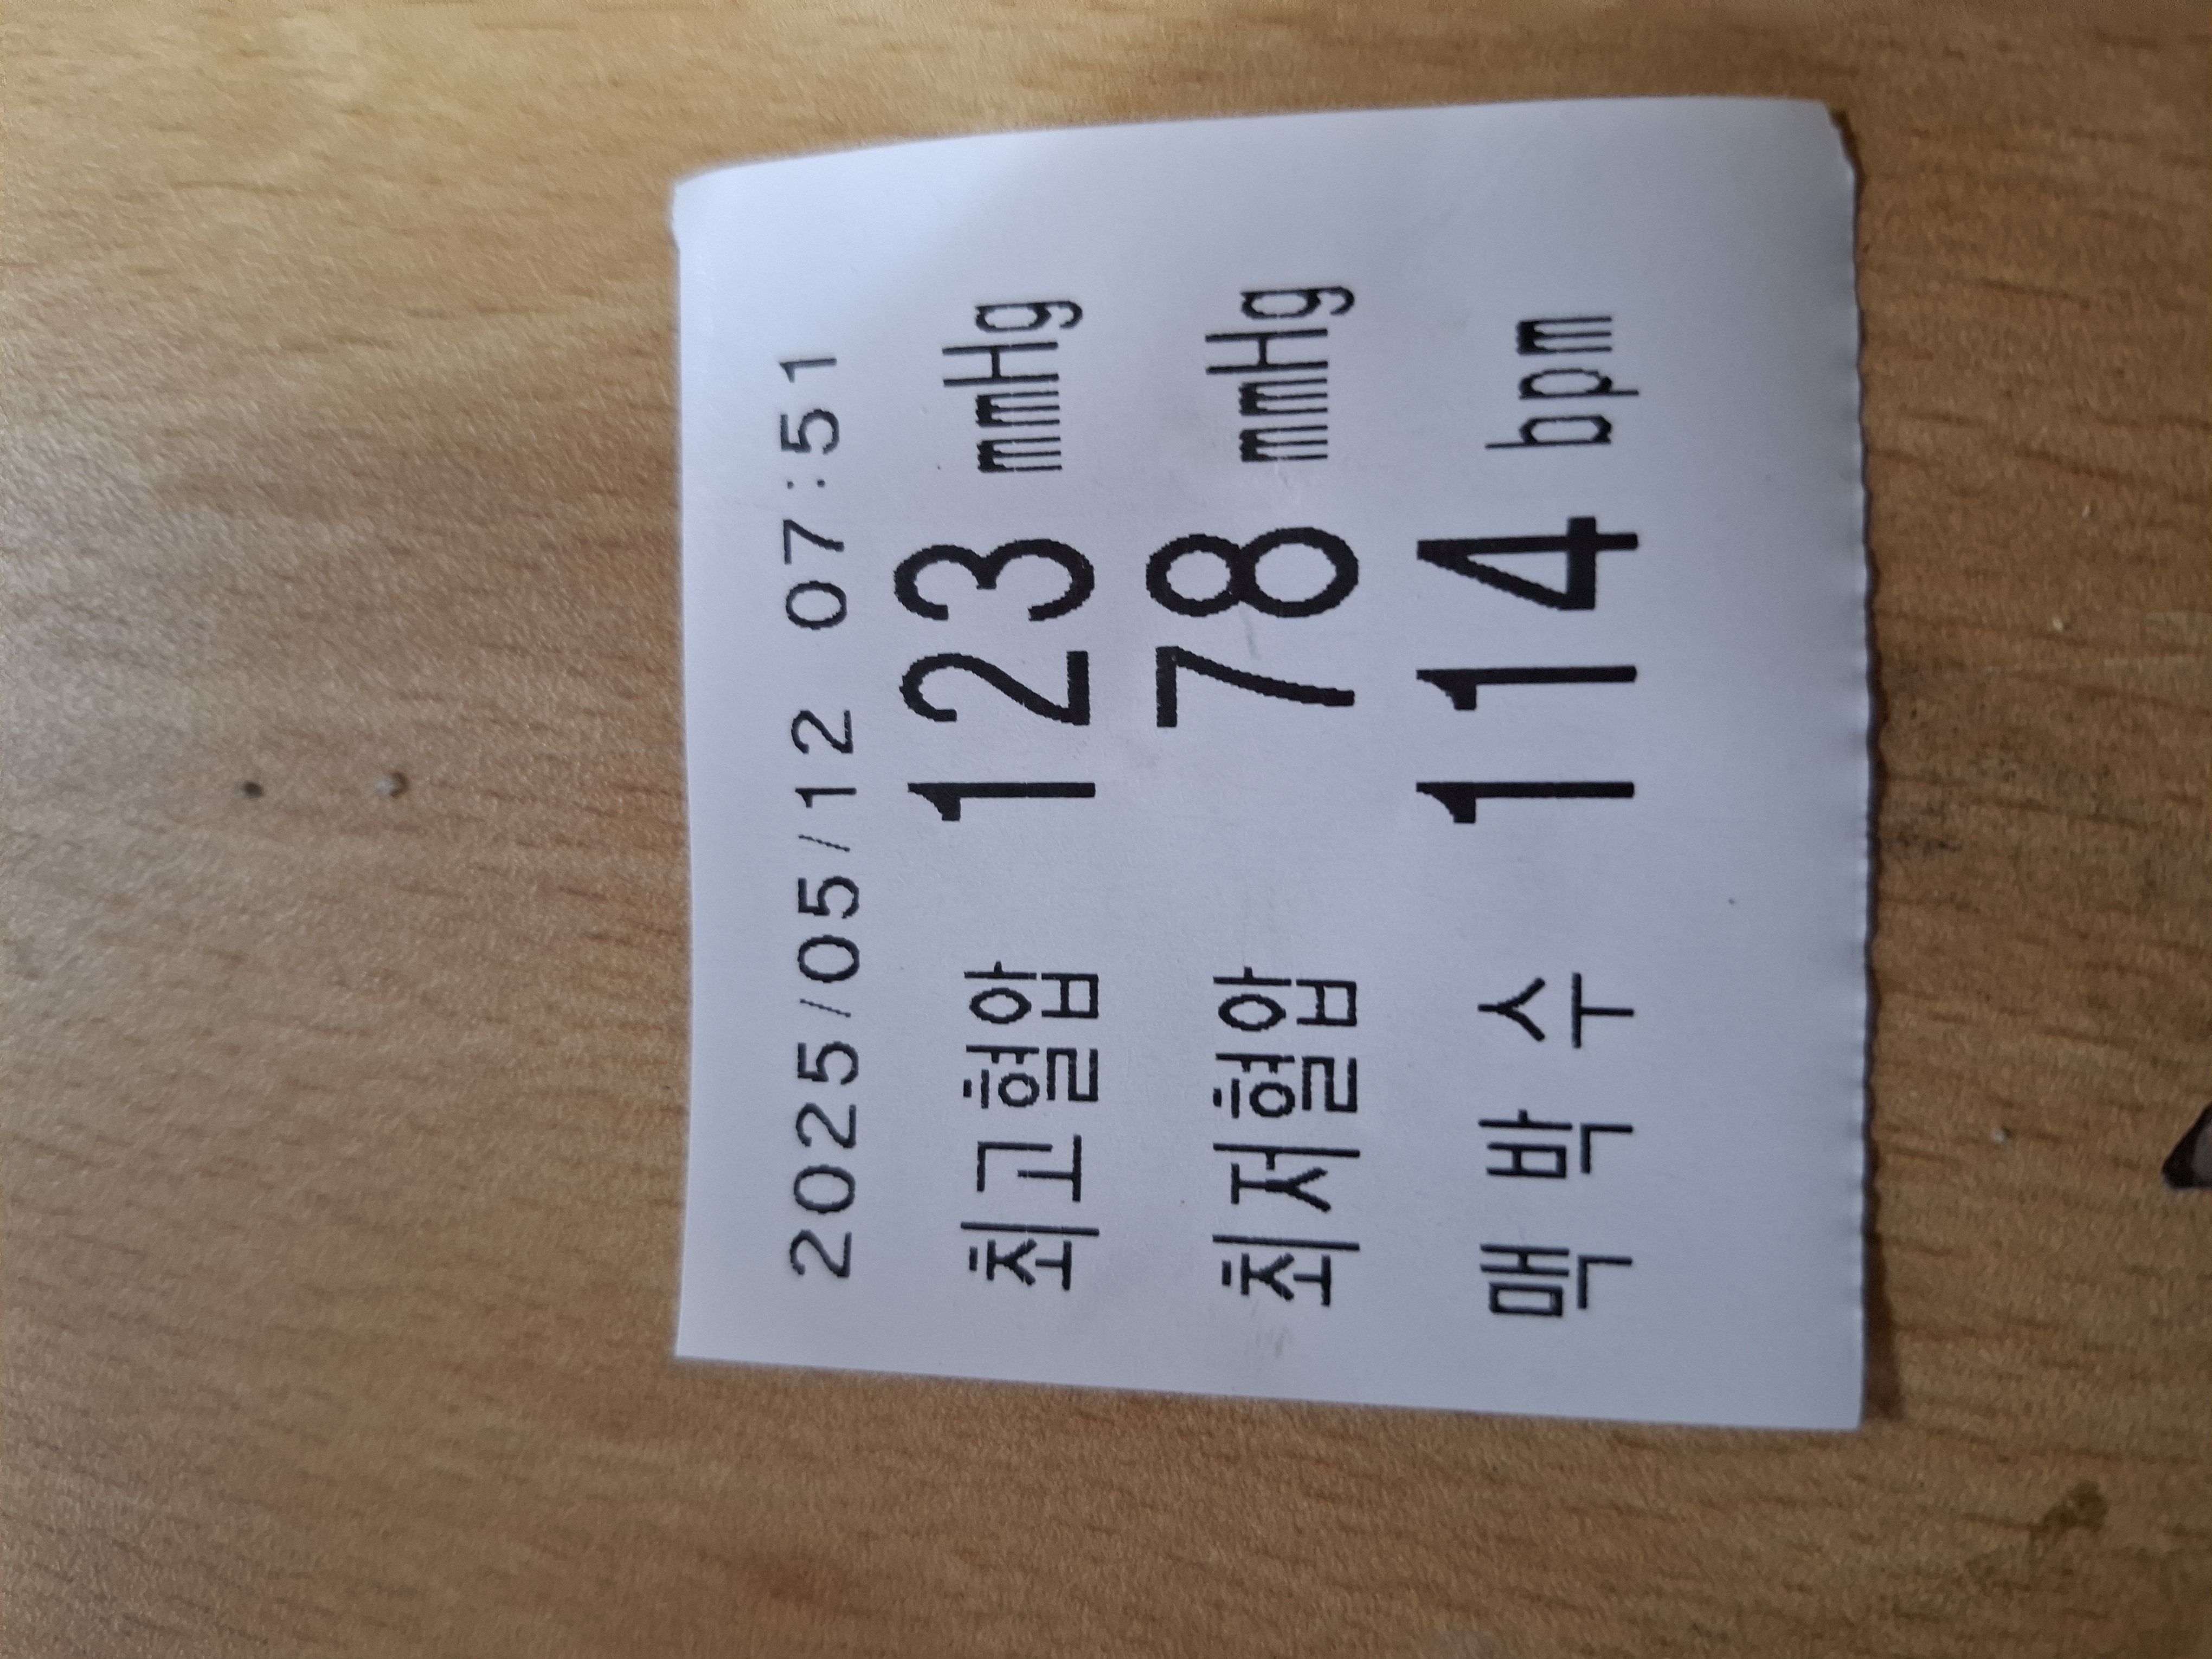 2025/05/12 07:51
최고혈압 123 mmHg
최저혈압 78 mmHg
맥 박 수 114 bpm